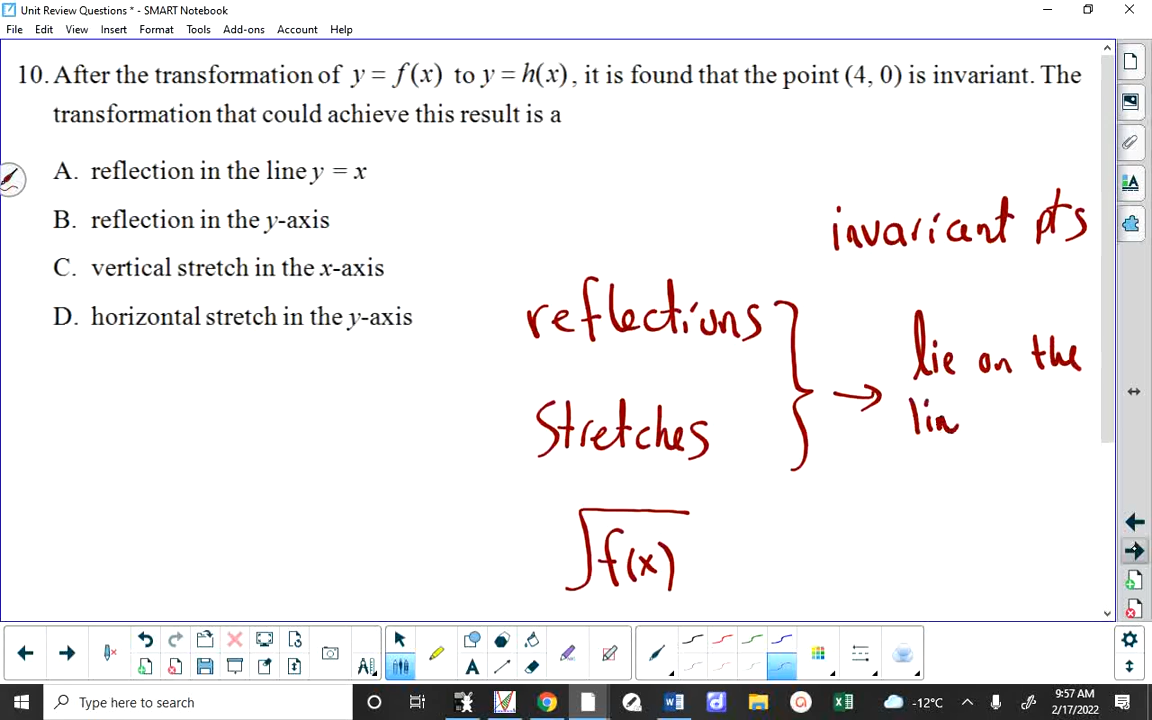 Unit Review Questions * - SMART Notebook
File Edit View Insert Format Tools Add-ons Account Help
10. After the transformation of y = f(x) to y = h(x), it is found that the point (4, 0) is invariant. The
transformation that could achieve this result is a
A. reflection in the line y = x
B. reflection in the y-axis
C. vertical stretch in the x-axis
D. horizontal stretch in the y-axis
invaricant pts
reflections
Stretches
lie on the
lin
√f(x)
Type here to search
-12°C
9:57 AM
2/17/2022